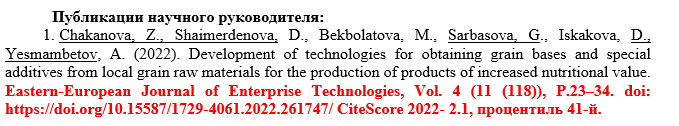 Публикации научного руководителя:
1. Chakanova, Z., Shaimerdenova, D., Bekbolatova, M., Sarbasova, G., Iskakova, D.,
Yesmambetov, A. (2022). Development of technologies for obtaining grain bases and special
additives from local grain raw materials for the production of products of increased nutritional value.
Eastern-European Journal of Enterprise Technologies, Vol. 4 (11 (118)), P.23–34. doi:
https://doi.org/10.15587/1729-4061.2022.261747/ CiteScore 2022- 2.1, процентиль 41-й.